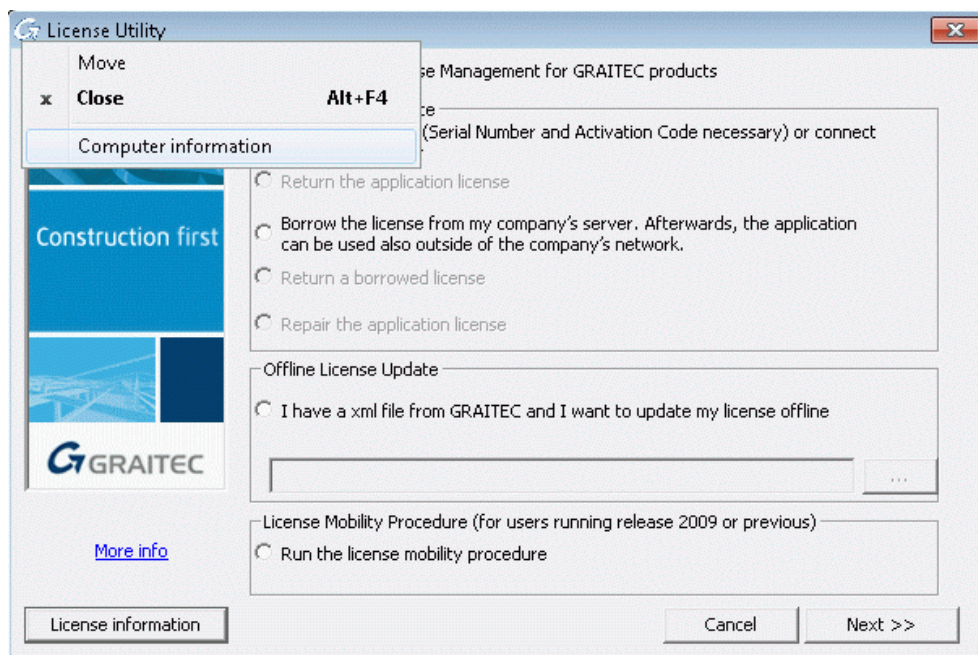 License Utility
Move
x Close Alt+F4
Computer information
se Management for GRAITEC products
ce
(Serial Number and Activation Code necessary) or connect
Return the application license
Borrow the license from my company's server. Afterwards, the application
can be used also outside of the company's network.
Return a borrowed license
Repair the application license
Construction first
Offline License Update
I have a xml file from GRAITEC and I want to update my license offline
...
GRAITEC
License Mobility Procedure (for users running release 2009 or previous)
Run the license mobility procedure
More info
License information
Cancel
Next >>